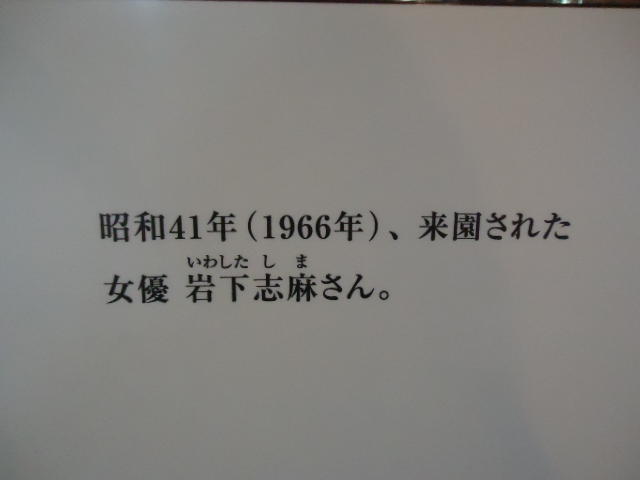 昭和41年（1966年）、来園された
いわした しま
女優 岩下志麻さん。